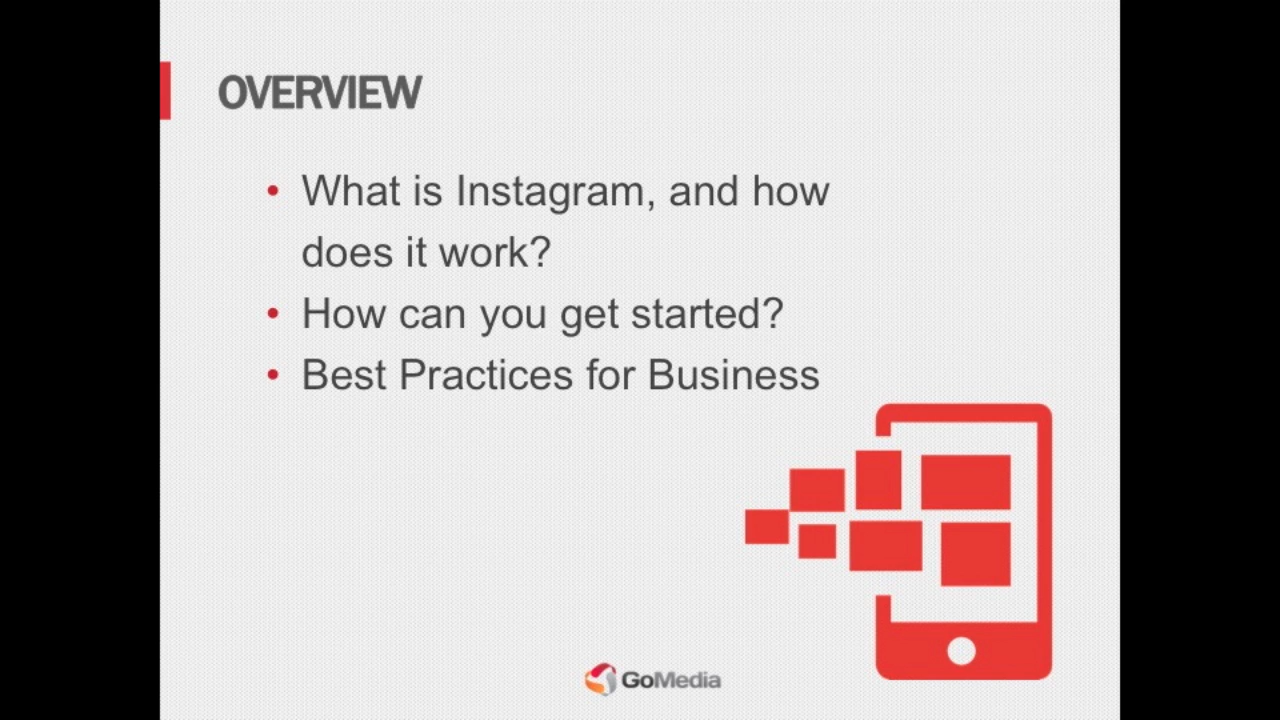 OVERVIEW
• What is Instagram, and how
does it work?
• How can you get started?
• Best Practices for Business
GoMedia